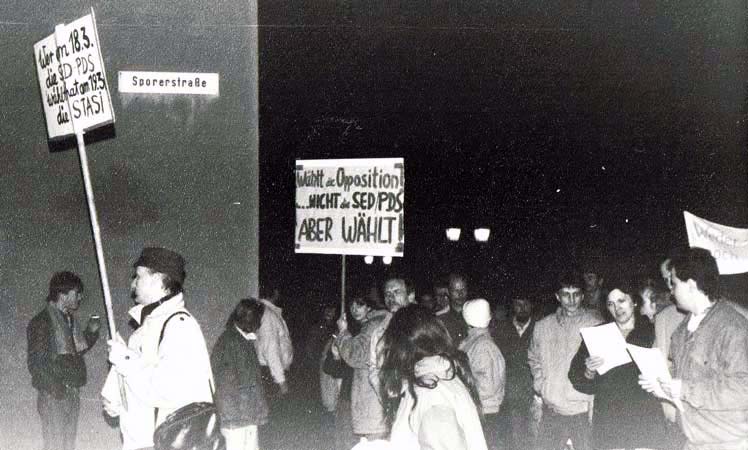 Wer am 18.3.
die SED PDS
wählt hat am 19.3.
die STASI
Sporerstraße
Wählt die Opposition
....NICHT die SED/PDS
ABER WÄHLT